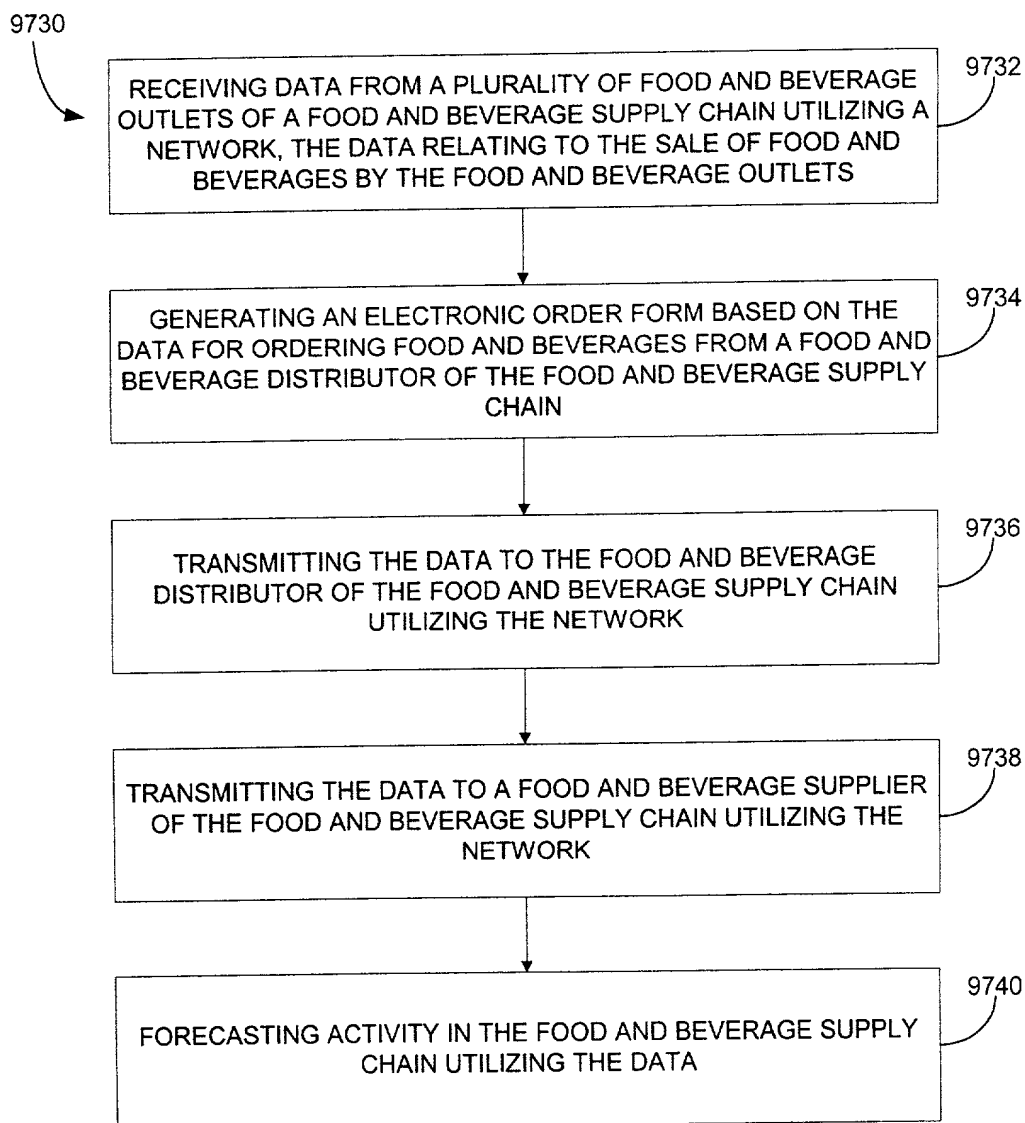 9730
9732
RECEIVING DATA FROM A PLURALITY OF FOOD AND BEVERAGE
OUTLETS OF A FOOD AND BEVERAGE SUPPLY CHAIN UTILIZING A
NETWORK, THE DATA RELATING TO THE SALE OF FOOD AND
BEVERAGES BY THE FOOD AND BEVERAGE OUTLETS
9734
GENERATING AN ELECTRONIC ORDER FORM BASED ON THE
DATA FOR ORDERING FOOD AND BEVERAGES FROM A FOOD AND
BEVERAGE DISTRIBUTOR OF THE FOOD AND BEVERAGE SUPPLY
CHAIN
9736
TRANSMITTING THE DATA TO THE FOOD AND BEVERAGE
DISTRIBUTOR OF THE FOOD AND BEVERAGE SUPPLY CHAIN
UTILIZING THE NETWORK
9738
TRANSMITTING THE DATA TO A FOOD AND BEVERAGE SUPPLIER
OF THE FOOD AND BEVERAGE SUPPLY CHAIN UTILIZING THE
NETWORK
9740
FORECASTING ACTIVITY IN THE FOOD AND BEVERAGE SUPPLY
CHAIN UTILIZING THE DATA